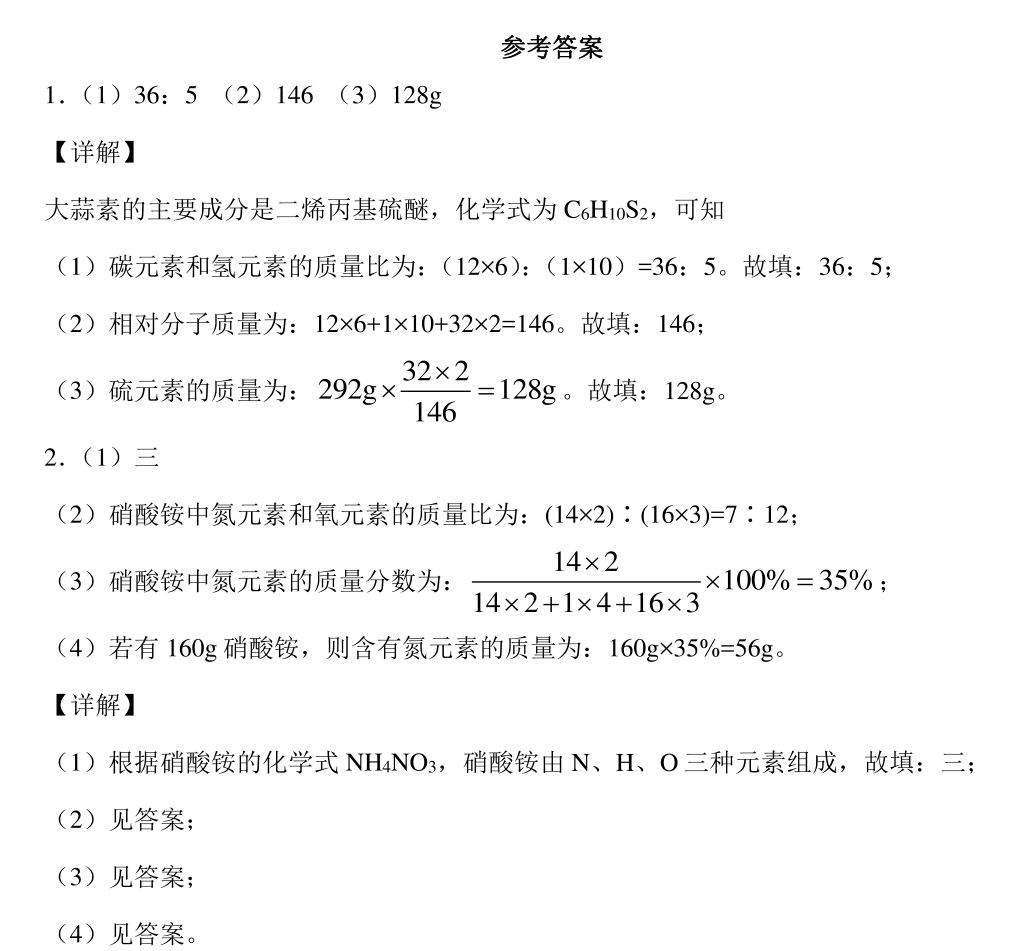 参考答案
1.（1）36：5 （2）146 （3）128g
【详解】
大蒜素的主要成分是二烯丙基硫醚，化学式为 C₆H₁₀S₂，可知
（1）碳元素和氢元素的质量比为：（12×6）：（1×10）=36：5。故填：36：5；
（2）相对分子质量为：12×6+1×10+32×2=146。故填：146；
（3）硫元素的质量为：292g×\frac{32×2}{146}=128g。故填：128g。
2.（1）三
（2）硝酸铵中氮元素和氧元素的质量比为：(14×2)∶(16×3)=7∶12；
（3）硝酸铵中氮元素的质量分数为：\frac{14×2}{14×2+1×4+16×3}×100%=35%；
（4）若有 160g 硝酸铵，则含有氮元素的质量为：160g×35%=56g。
【详解】
（1）根据硝酸铵的化学式 NH₄NO₃，硝酸铵由 N、H、O 三种元素组成，故填：三；
（2）见答案；
（3）见答案；
（4）见答案。